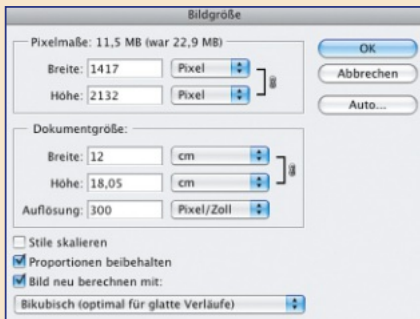 Bildgröße
Pixelmaße: 11,5 MB (war 22,9 MB)
OK
Breite: 1417 Pixel
Abbrechen
Höhe: 2132 Pixel
Auto...
Dokumentgröße:
Breite: 12 cm
Höhe: 18,05 cm
Auflösung: 300 Pixel/Zoll
Stile skalieren
Proportionen beibehalten
Bild neu berechnen mit:
Bikubisch (optimal für glatte Verläufe)